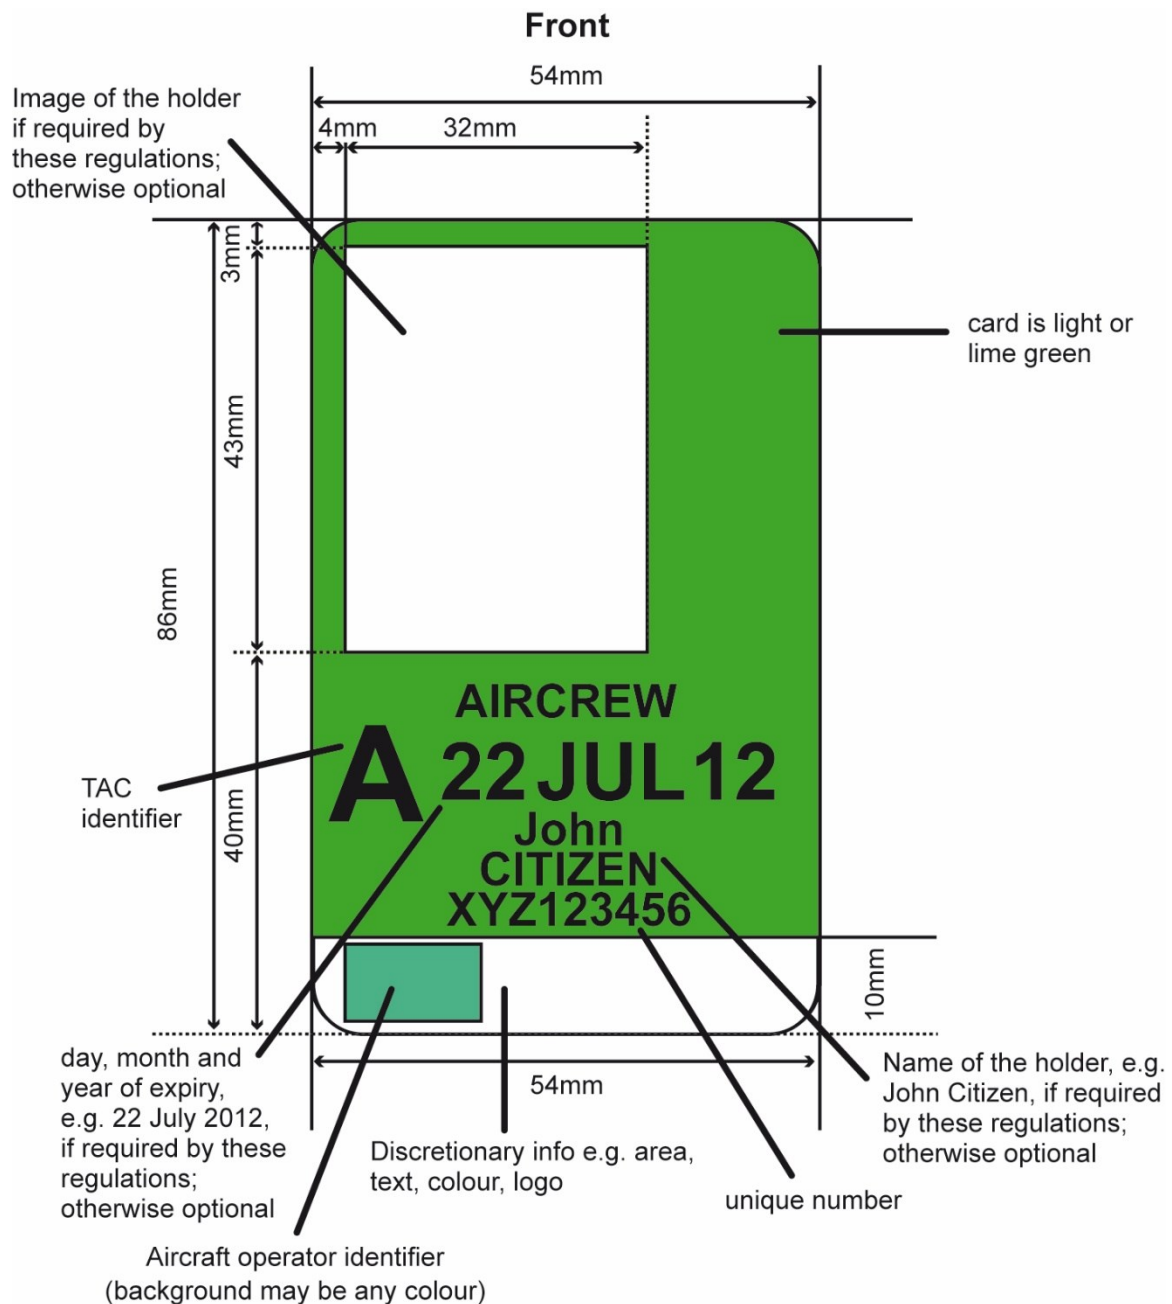 Front
54mm
Image of the holder
if required by
these regulations;
otherwise optional
4mm
32mm
3mm
card is light or
lime green
43mm
86mm
AIRCREW
A
22 JUL 12
TAC
identifier
40mm
John
CITIZEN
XYZ123456
10mm
day, month and
year of expiry,
e.g. 22 July 2012,
if required by these
regulations;
otherwise optional
54mm
Name of the holder, e.g.
John Citizen, if required
by these regulations;
otherwise optional
Discretionary info e.g. area,
text, colour, logo
unique number
Aircraft operator identifier
(background may be any colour)